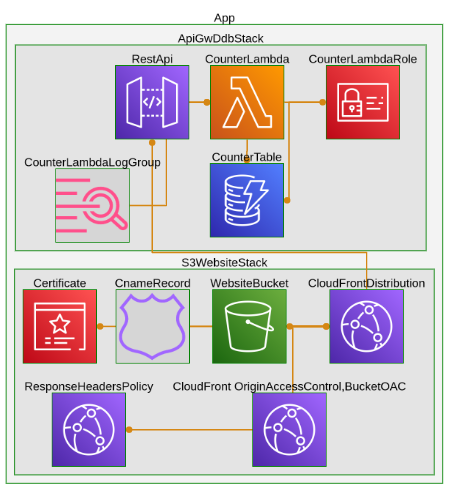 App
ApiGwDdbStack
RestApi
CounterLambda
CounterLambdaRole
CounterLambdaLogGroup
CounterTable
S3WebsiteStack
Certificate
CnameRecord
WebsiteBucket
CloudFrontDistribution
ResponseHeadersPolicy
CloudFront OriginAccessControl,BucketOAC